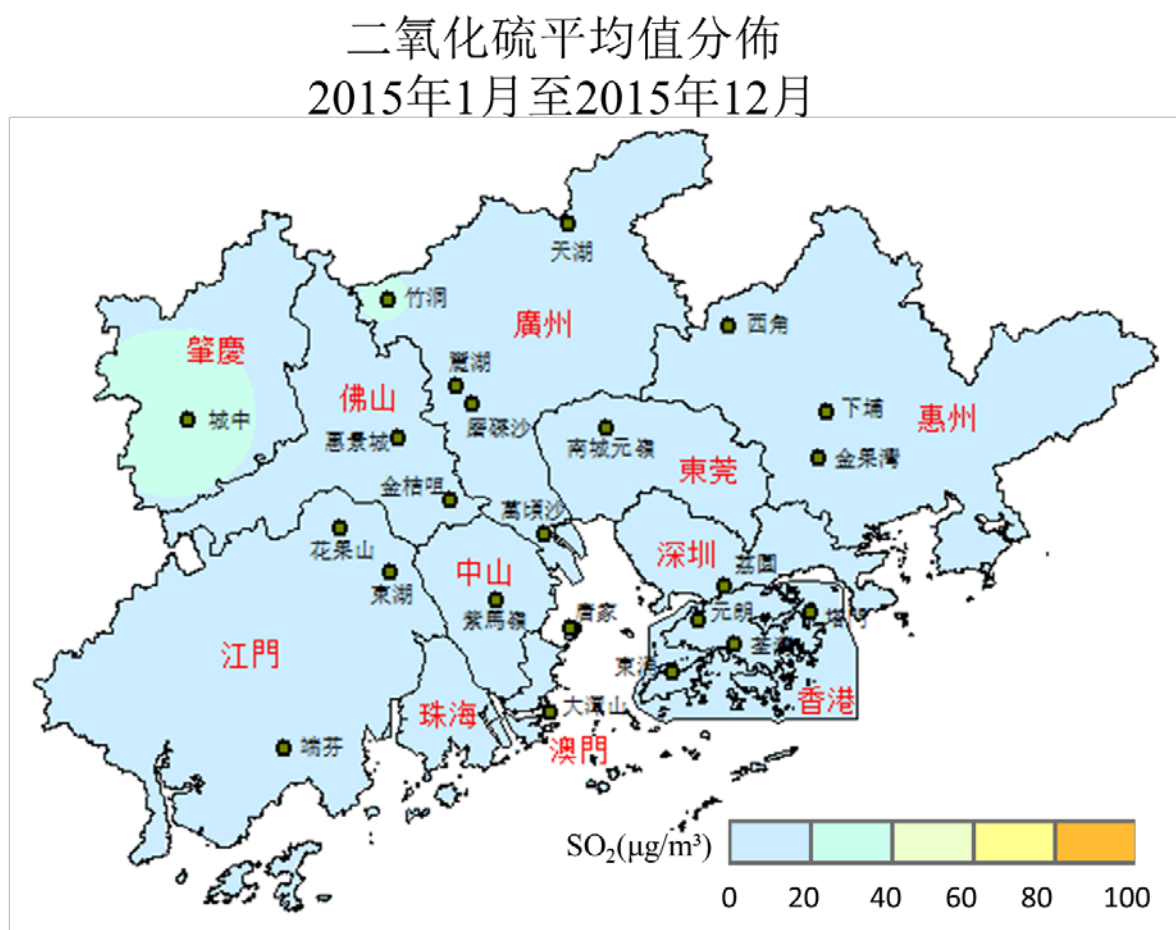 二氧化硫平均值分佈
2015年1月至2015年12月
天湖
竹洞
廣州
西角
肇慶
麓湖
佛山
磨碟沙
下埔
惠州
城中
惠景城
南城元嶺
東莞
金果灣
金桔咀
萬頃沙
花果山
深圳
荔園
中山
東湖
紫馬嶺
唐家
元朗
塔門
荃灣
江門
東涌
香港
珠海
大潭山
澳門
端芬
SO₂(μg/m³)
0 20 40 60 80 100